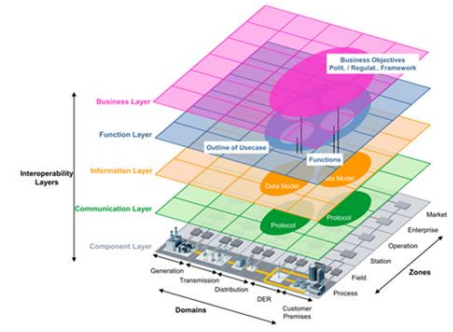 Business Objectives
Polit. / Regulat.. Framework
Business Layer
Function Layer
Outline of Usecase
Functions
Interoperability
Layers
Information Layer
Data Model
Data Model
Communication Layer
Protocol
Protocol
Component Layer
Market
Enterprise
Operation
Station
Field
Process
Zones
Generation
Transmission
Distribution
DER
Customer
Premises
Domains